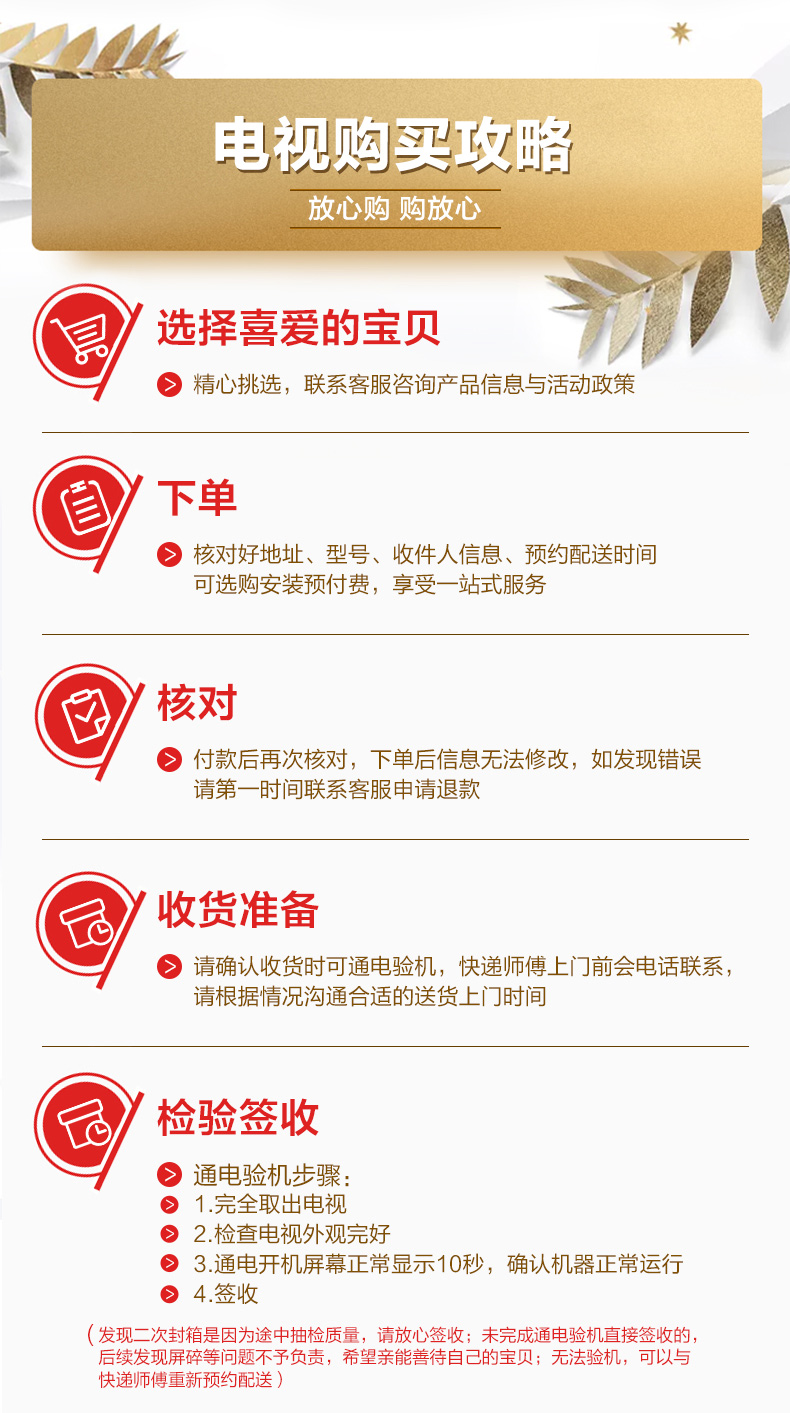 电视购买攻略
放心购 购放心
选择喜爱的宝贝
精心挑选，联系客服咨询产品信息与活动政策
下单
核对好地址、型号、收件人信息、预约配送时间
可选购安装预付费，享受一站式服务
核对
付款后再次核对，下单后信息无法修改，如发现错误
请第一时间联系客服申请退款
收货准备
请确认收货时可通电验机，快递师傅上门前会电话联系，
请根据情况沟通合适的送货上门时间
检验签收
通电验机步骤：
1.完全取出电视
2.检查电视外观完好
3.通电开机屏幕正常显示10秒，确认机器正常运行
4.签收
（发现二次封箱是因为途中抽检质量，请放心签收；未完成通电验机直接签收的，
后续发现屏碎等问题不予负责，希望亲能善待自己的宝贝；无法验机，可以与
快递师傅重新预约配送）